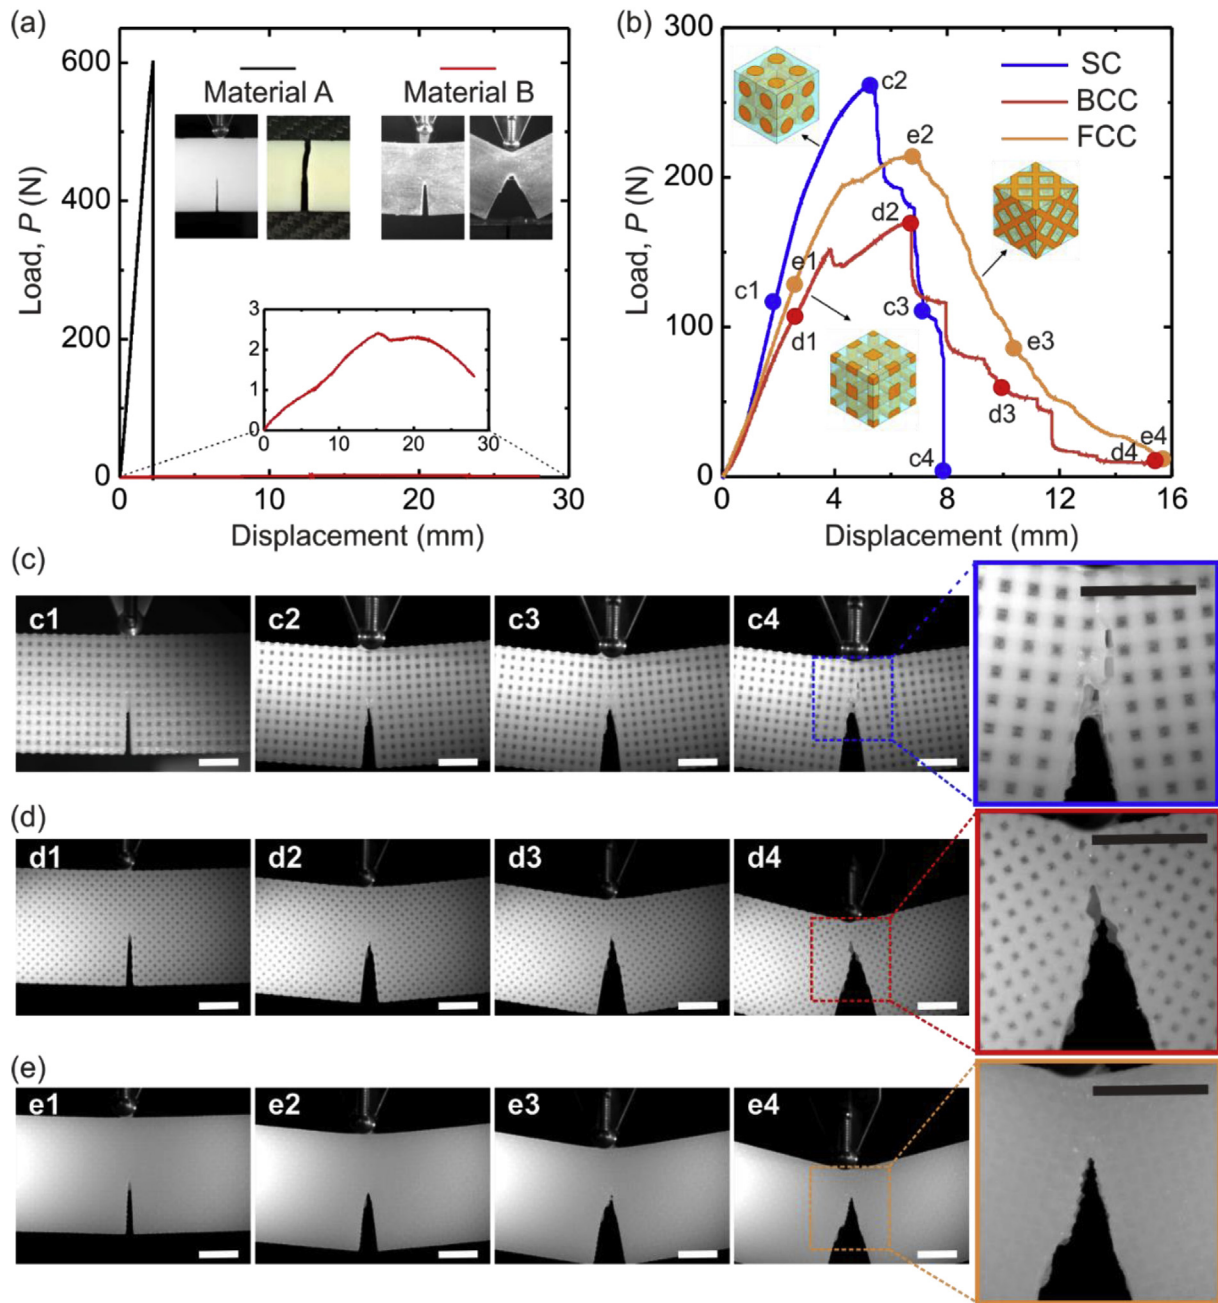 (a)
Load, P (N)
600
400
200
0
0
10
20
30
Displacement (mm)
Material A
Material B
3
2
1
0
0
10
20
30
(b)
Load, P (N)
300
200
100
0
0
4
8
12
16
Displacement (mm)
SC
BCC
FCC
c2
e2
d2
e1
c1
d1
c3
e3
d3
c4
d4
e4
(c)
c1
c2
c3
c4
(d)
d1
d2
d3
d4
(e)
e1
e2
e3
e4